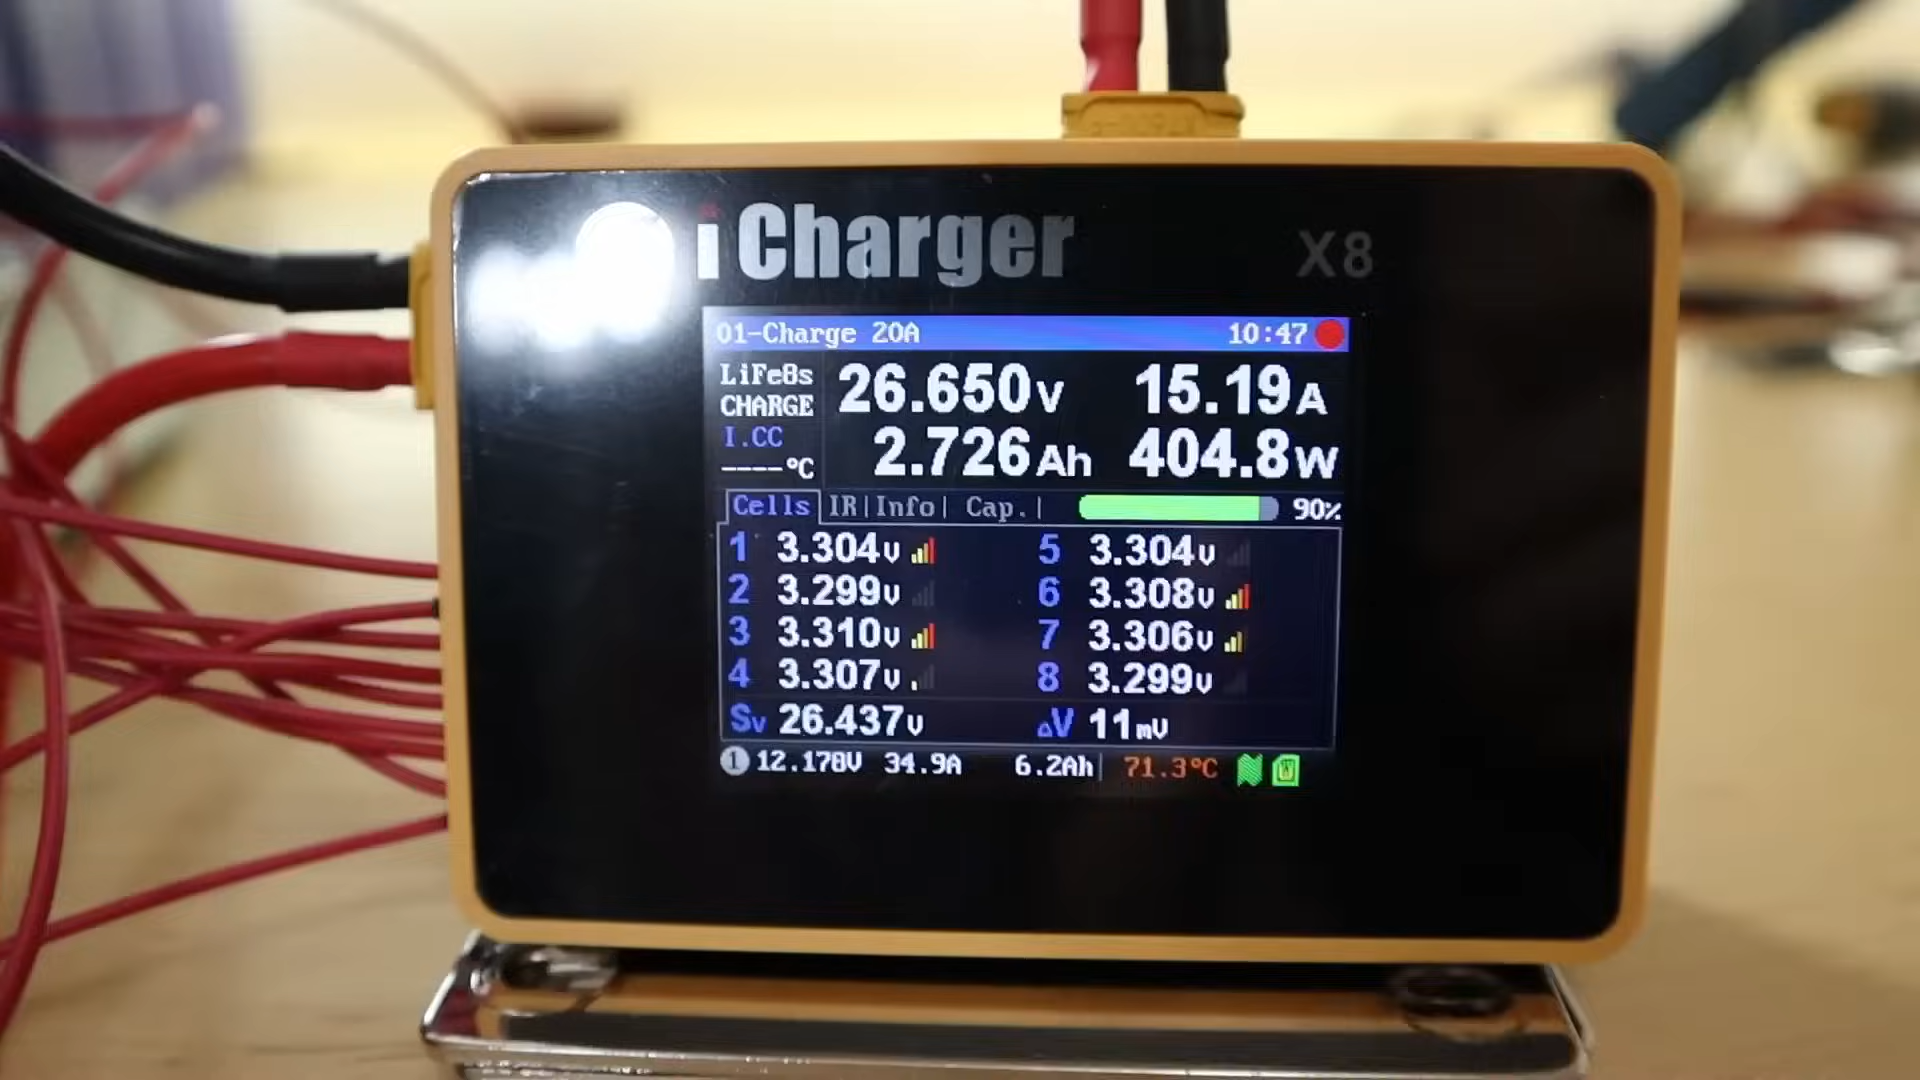 iCharger X8
01-Charge 20A 10:47
LiFe8s 26.650V 15.19A
CHARGE
I.CC 2.726Ah 404.8W
----°C
Cells IR|Info| Cap.| 90%
1 3.304V 5 3.304V
2 3.299V 6 3.308V
3 3.310V 7 3.306V
4 3.307V 8 3.299V
Sv 26.437V ΔV 11mV
1 12.178V 34.9A 6.2Ah| 71.3°C